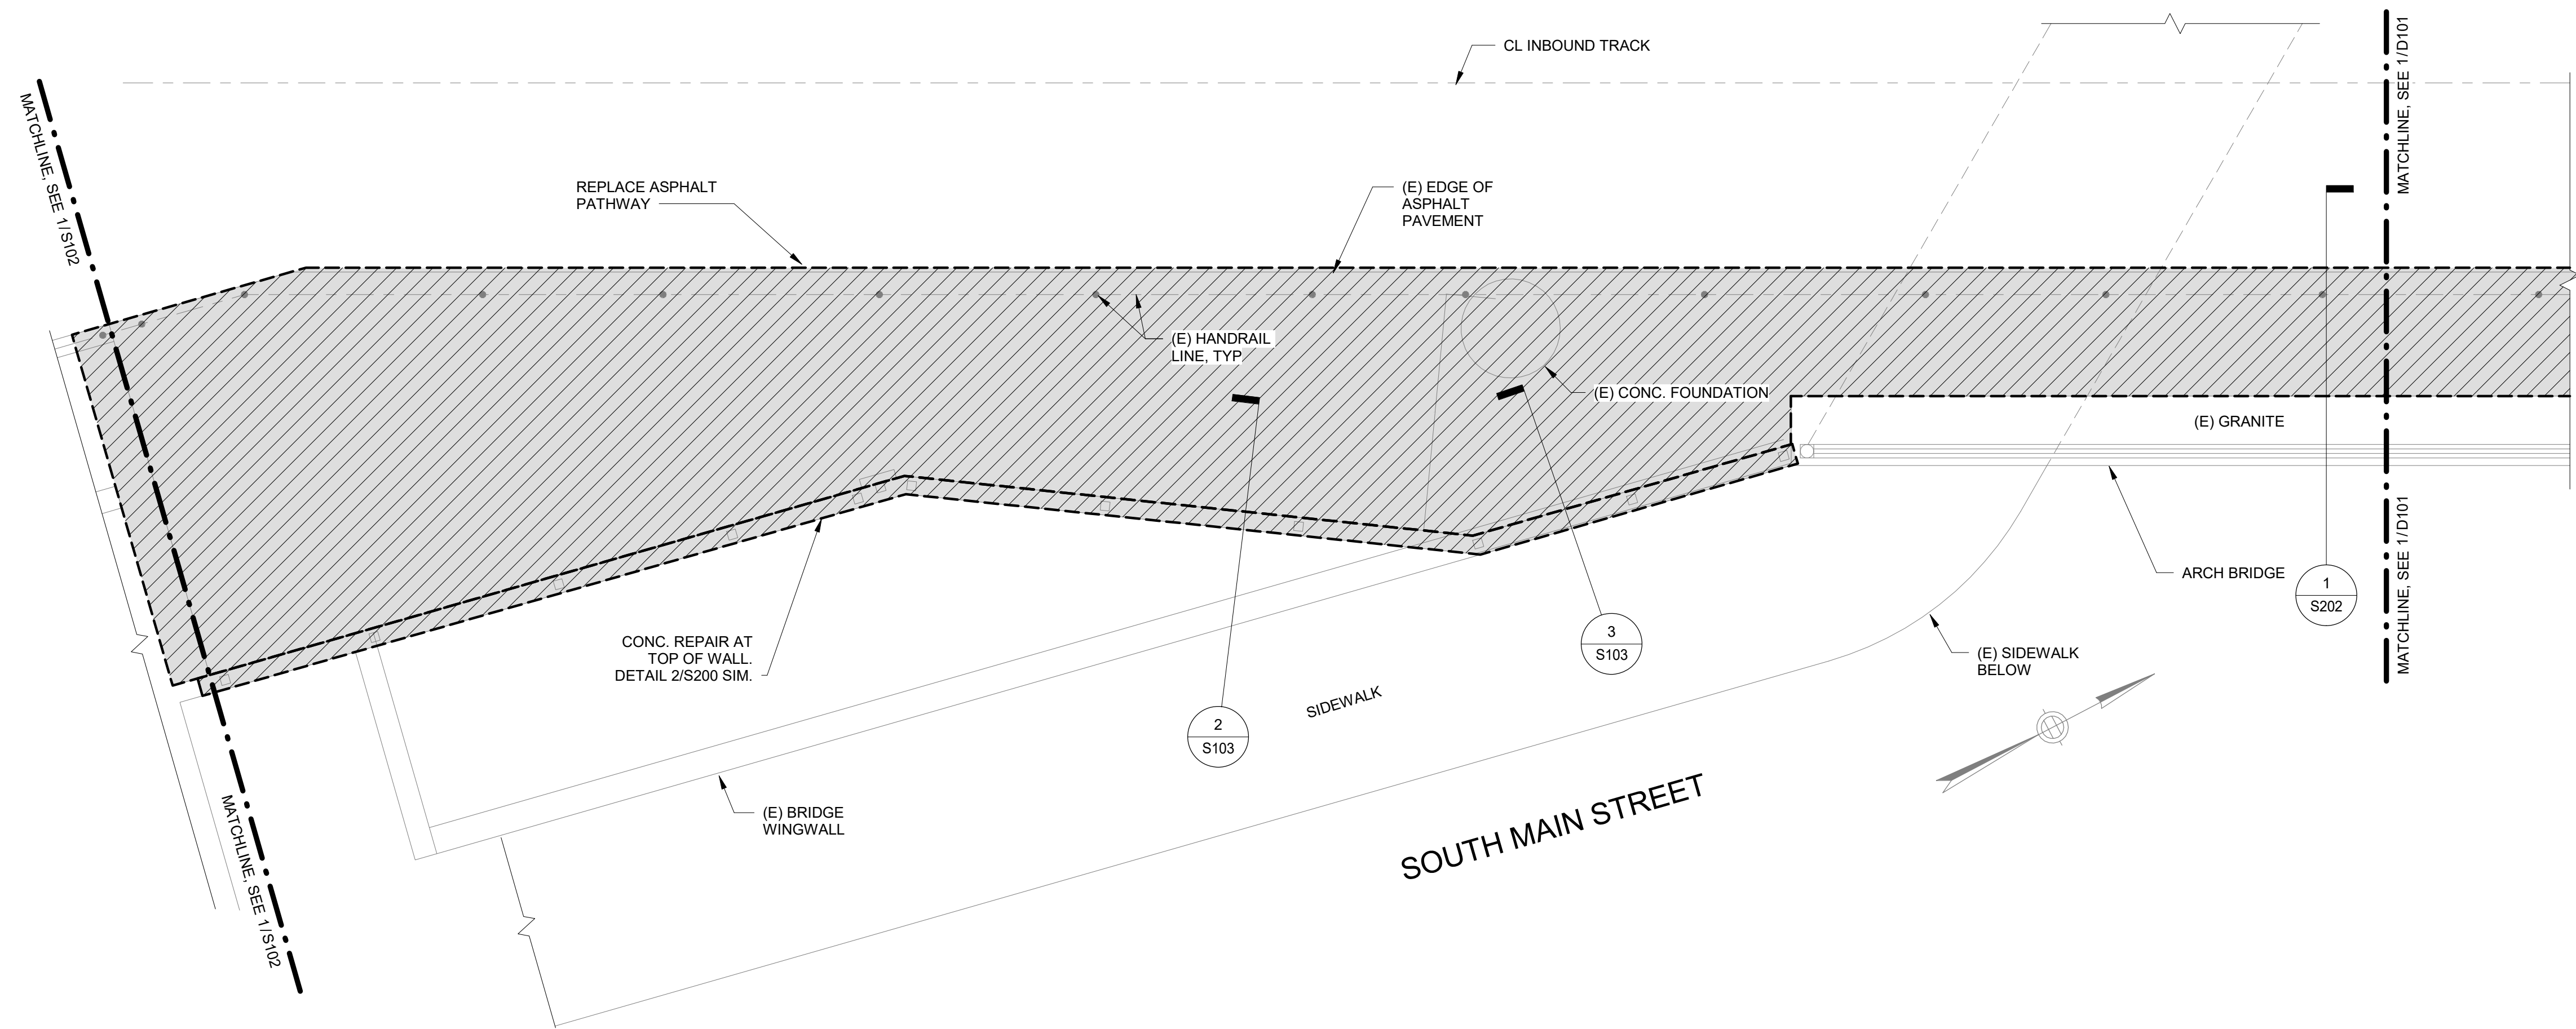 CL INBOUND TRACK
MATCHLINE, SEE 1/D101
MATCHLINE, SEE 1/S102
REPLACE ASPHALT
PATHWAY
(E) EDGE OF
ASPHALT
PAVEMENT
(E) HANDRAIL
LINE, TYP.
(E) CONC. FOUNDATION
(E) GRANITE
ARCH BRIDGE
1
S202
MATCHLINE, SEE 1/D101
CONC. REPAIR AT
TOP OF WALL.
DETAIL 2/S200 SIM.
3
S103
(E) SIDEWALK
BELOW
SIDEWALK
2
S103
(E) BRIDGE
WINGWALL
SOUTH MAIN STREET
MATCHLINE, SEE 1/S102